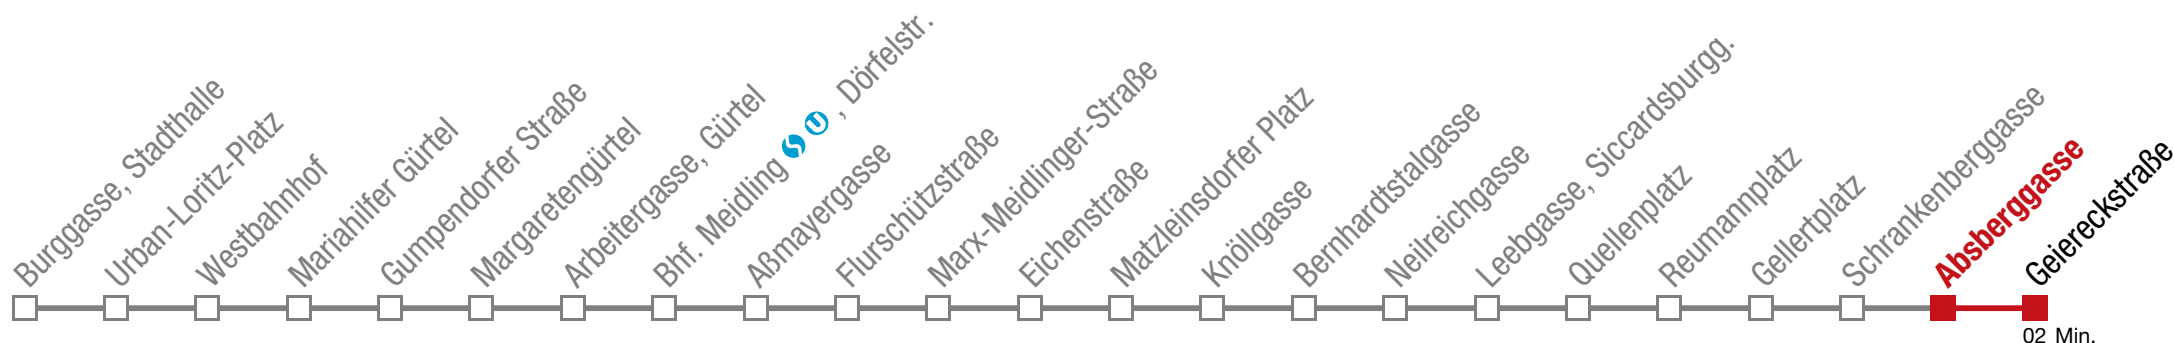 Burggasse, Stadthalle
Urban-Loritz-Platz
Westbahnhof
Mariahilfer Gürtel
Gumpendorfer Straße
Margaretengürtel
Arbeitergasse, Gürtel
Bhf. Meidling S U , Dörfelstr.
Aßmayergasse
Flurschützstraße
Marx-Meidlinger-Straße
Eichenstraße
Matzleinsdorfer Platz
Knöllgasse
Bernhardtstalgasse
Neilreichgasse
Leebgasse, Siccardsburgg.
Quellenplatz
Reumannplatz
Gellertplatz
Schrankenberggasse
Absberggasse
Geiereckstraße
02 Min.